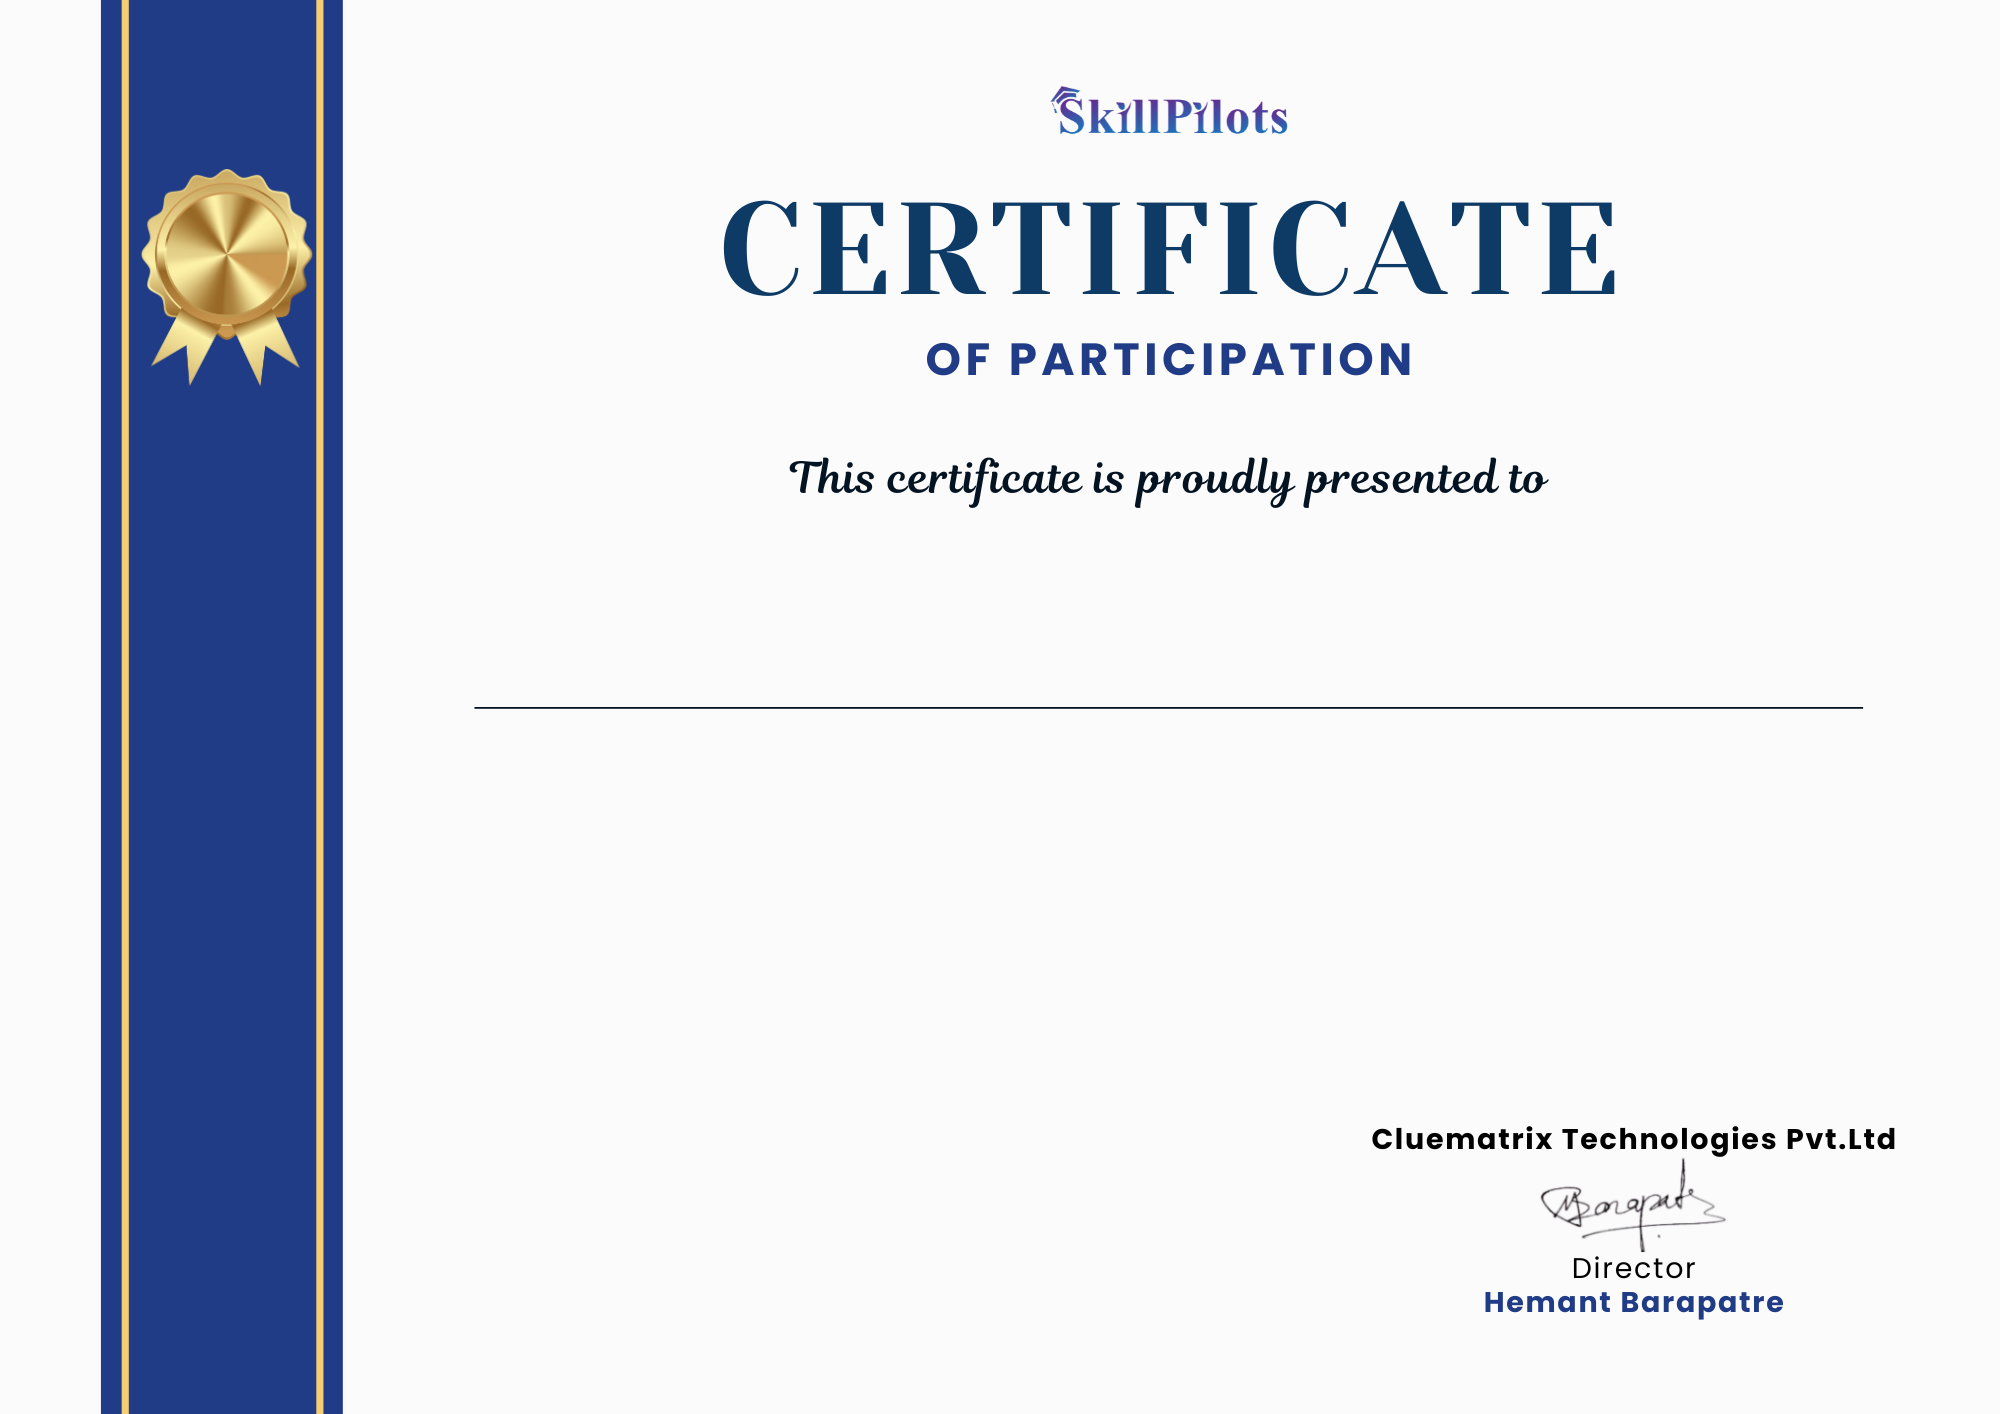 SkillPilots
CERTIFICATE
OF PARTICIPATION
This certificate is proudly presented to
Cluematrix Technologies Pvt.Ltd
Barapatre
Director
Hemant Barapatre